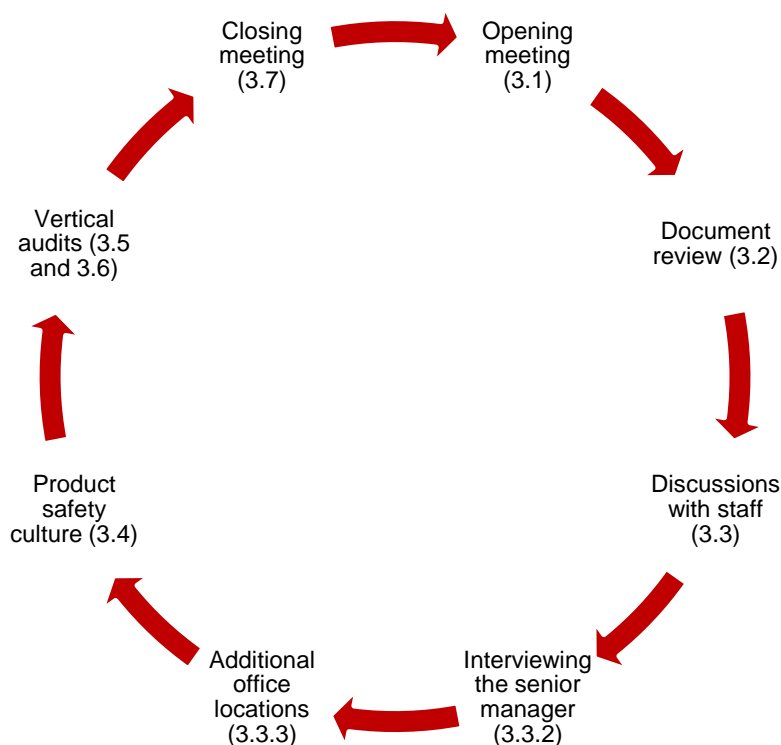 Opening
meeting
(3.1)
Document
review (3.2)
Discussions
with staff
(3.3)
Interviewing
the senior
manager
(3.3.2)
Additional
office
locations
(3.3.3)
Product
safety
culture (3.4)
Vertical
audits (3.5
and 3.6)
Closing
meeting
(3.7)